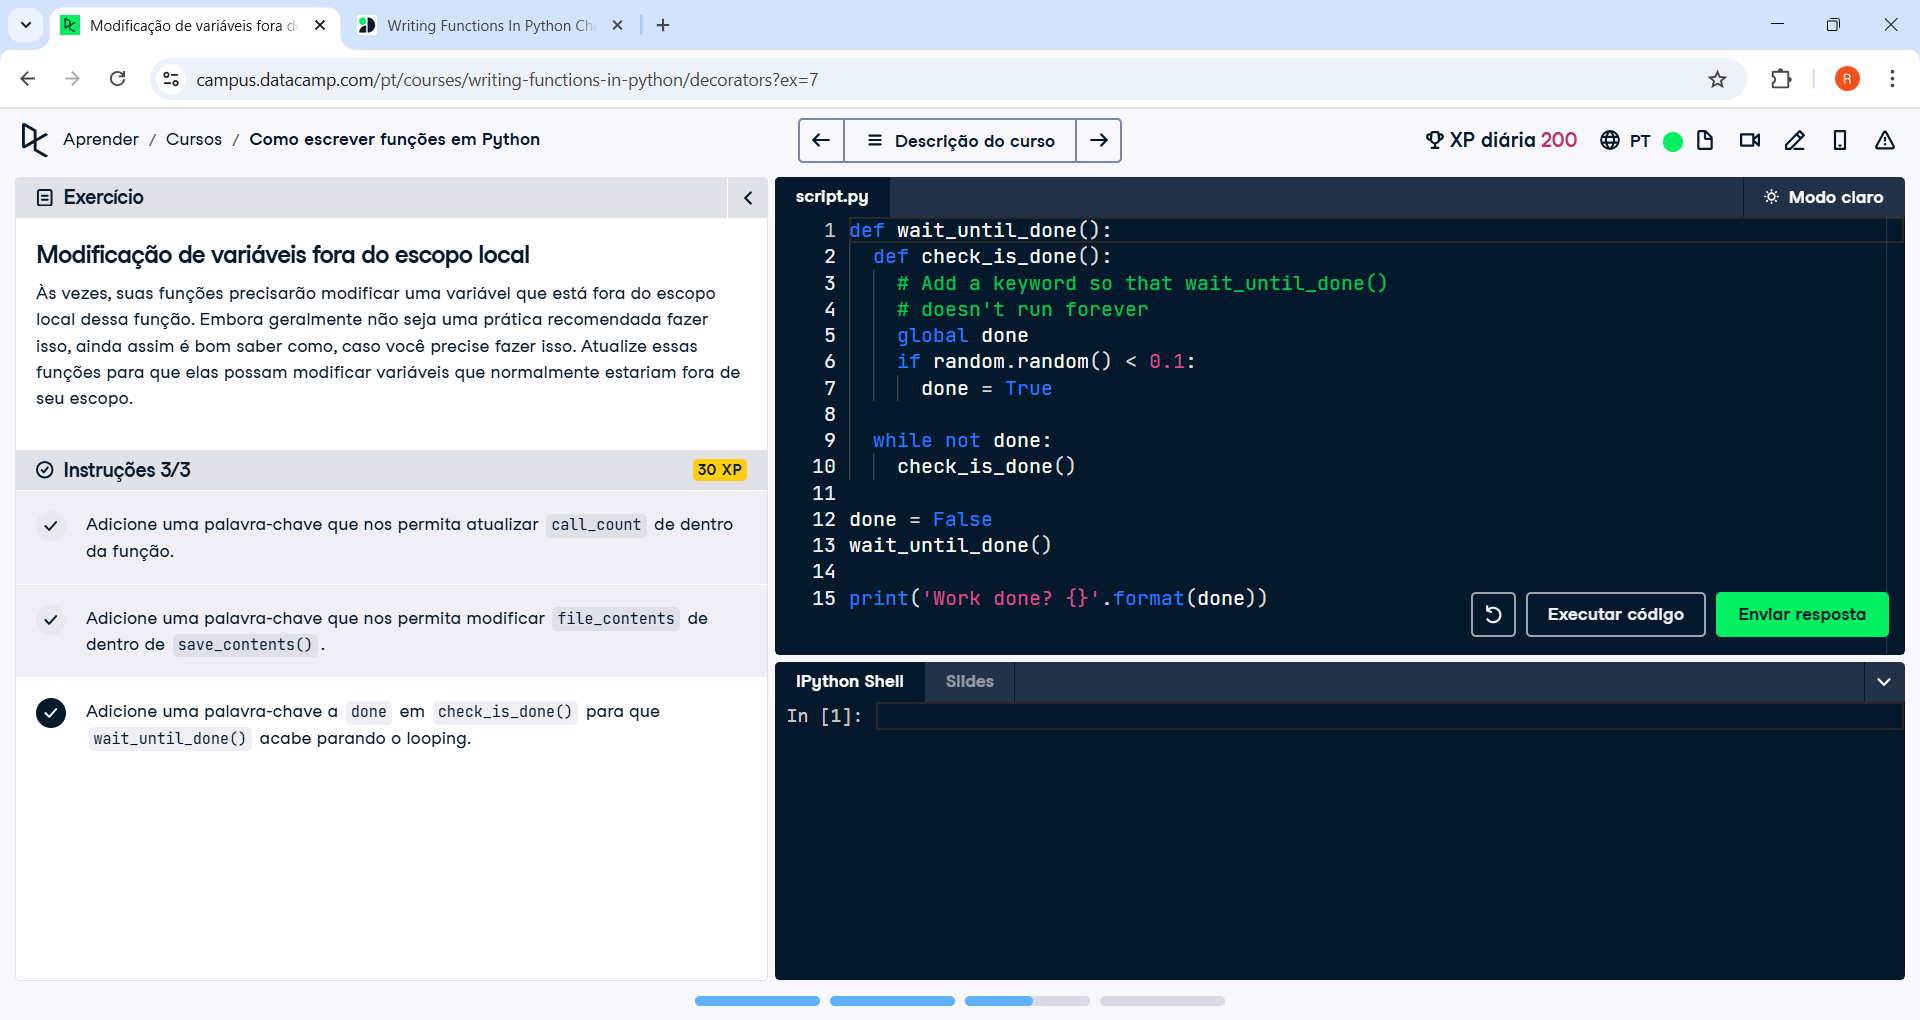 Modificação de variáveis fora d
Writing Functions In Python Ch
campus.datacamp.com/pt/courses/writing-functions-in-python/decorators?ex=7
R
Aprender / Cursos / Como escrever funções em Python
Descrição do curso
XP diária 200
PT
Exercício
Modificação de variáveis fora do escopo local
Às vezes, suas funções precisarão modificar uma variável que está fora do escopo
local dessa função. Embora geralmente não seja uma prática recomendada fazer
isso, ainda assim é bom saber como, caso você precise fazer isso. Atualize essas
funções para que elas possam modificar variáveis que normalmente estariam fora de
seu escopo.
Instruções 3/3
30 XP
Adicione uma palavra-chave que nos permita atualizar call_count de dentro
da função.
Adicione uma palavra-chave que nos permita modificar file_contents de
dentro de save_contents() .
Adicione uma palavra-chave a done em check_is_done() para que
wait_until_done() acabe parando o looping.
script.py
Modo claro
1 def wait_until_done():
2 def check_is_done():
3 # Add a keyword so that wait_until_done()
4 # doesn't run forever
5 global done
6 if random.random() < 0.1:
7 done = True
8
9 while not done:
10 check_is_done()
11
12 done = False
13 wait_until_done()
14
15 print('Work done? {}'.format(done))
Executar código
Enviar resposta
IPython Shell
Slides
In [1]: